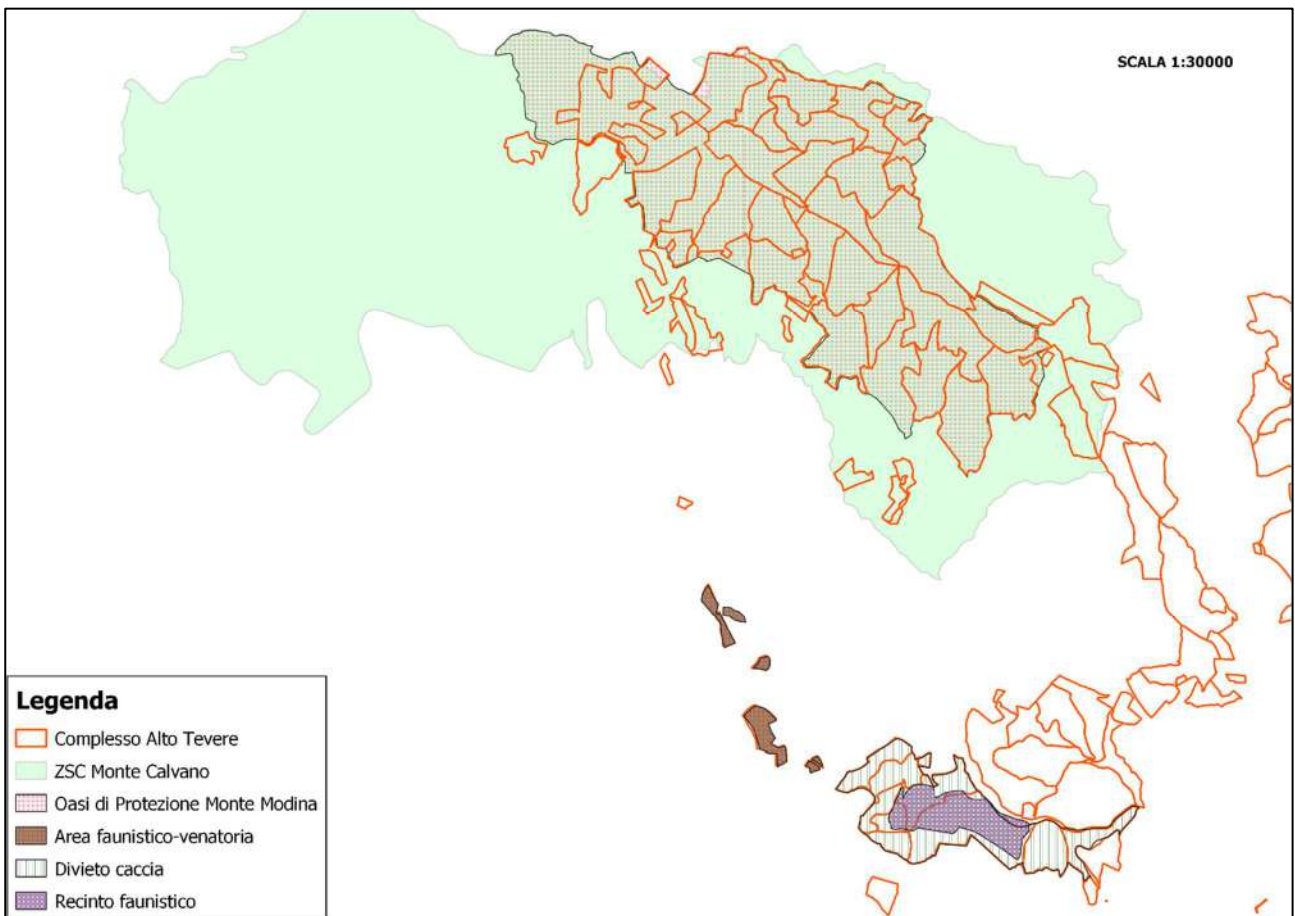 SCALA 1:30000
Legenda
Complesso Alto Tevere
ZSC Monte Calvano
Oasi di Protezione Monte Modina
Area faunistico-venatoria
Divieto caccia
Recinto faunistico